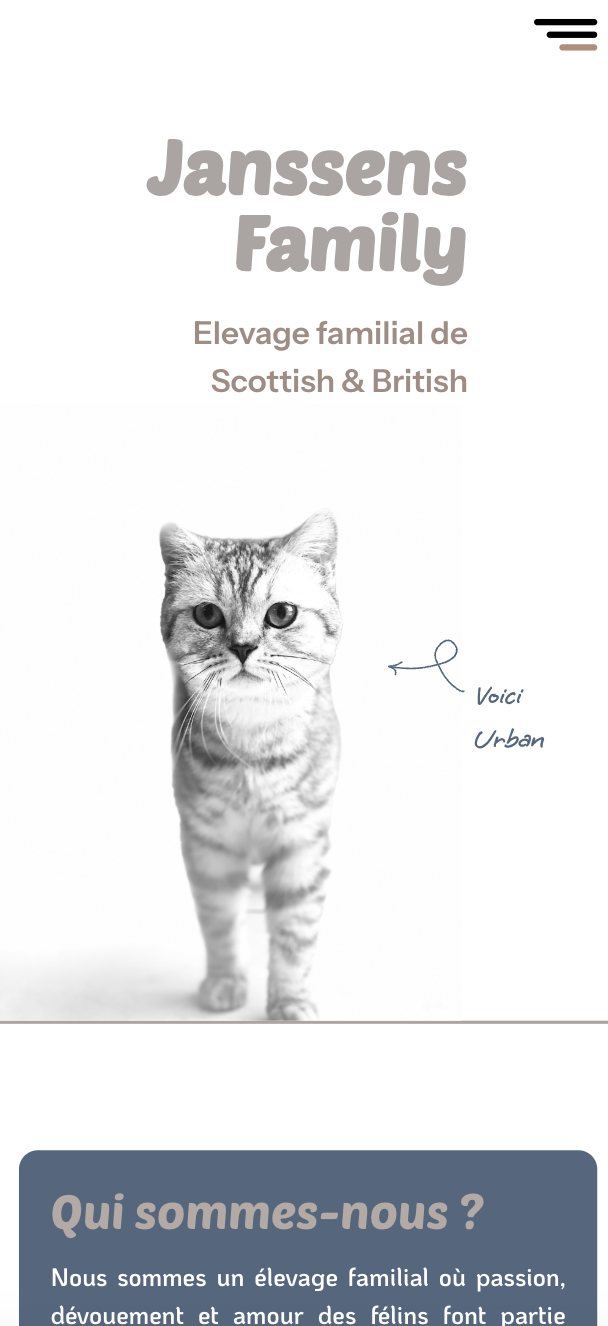 Janssens
Family
Elevage familial de
Scottish & British
Voici
Urban
Qui sommes-nous ?
Nous sommes un élevage familial où passion,
dévouement et amour des félins font partie